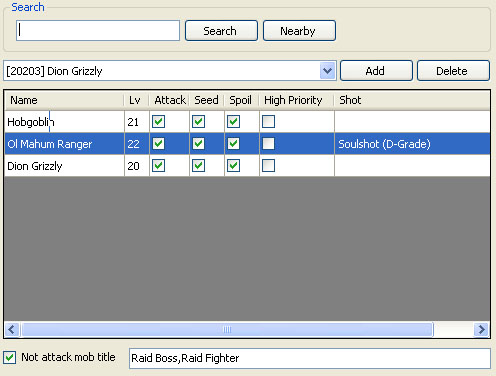 Search
Search Nearby
[20203] Dion Grizzly Add Delete
Name Lv Attack Seed Spoil High Priority Shot
Hobgoblin 21
Ol Mahum Ranger 22 Soulshot (D-Grade)
Dion Grizzly 20
Not attack mob title Raid Boss,Raid Fighter